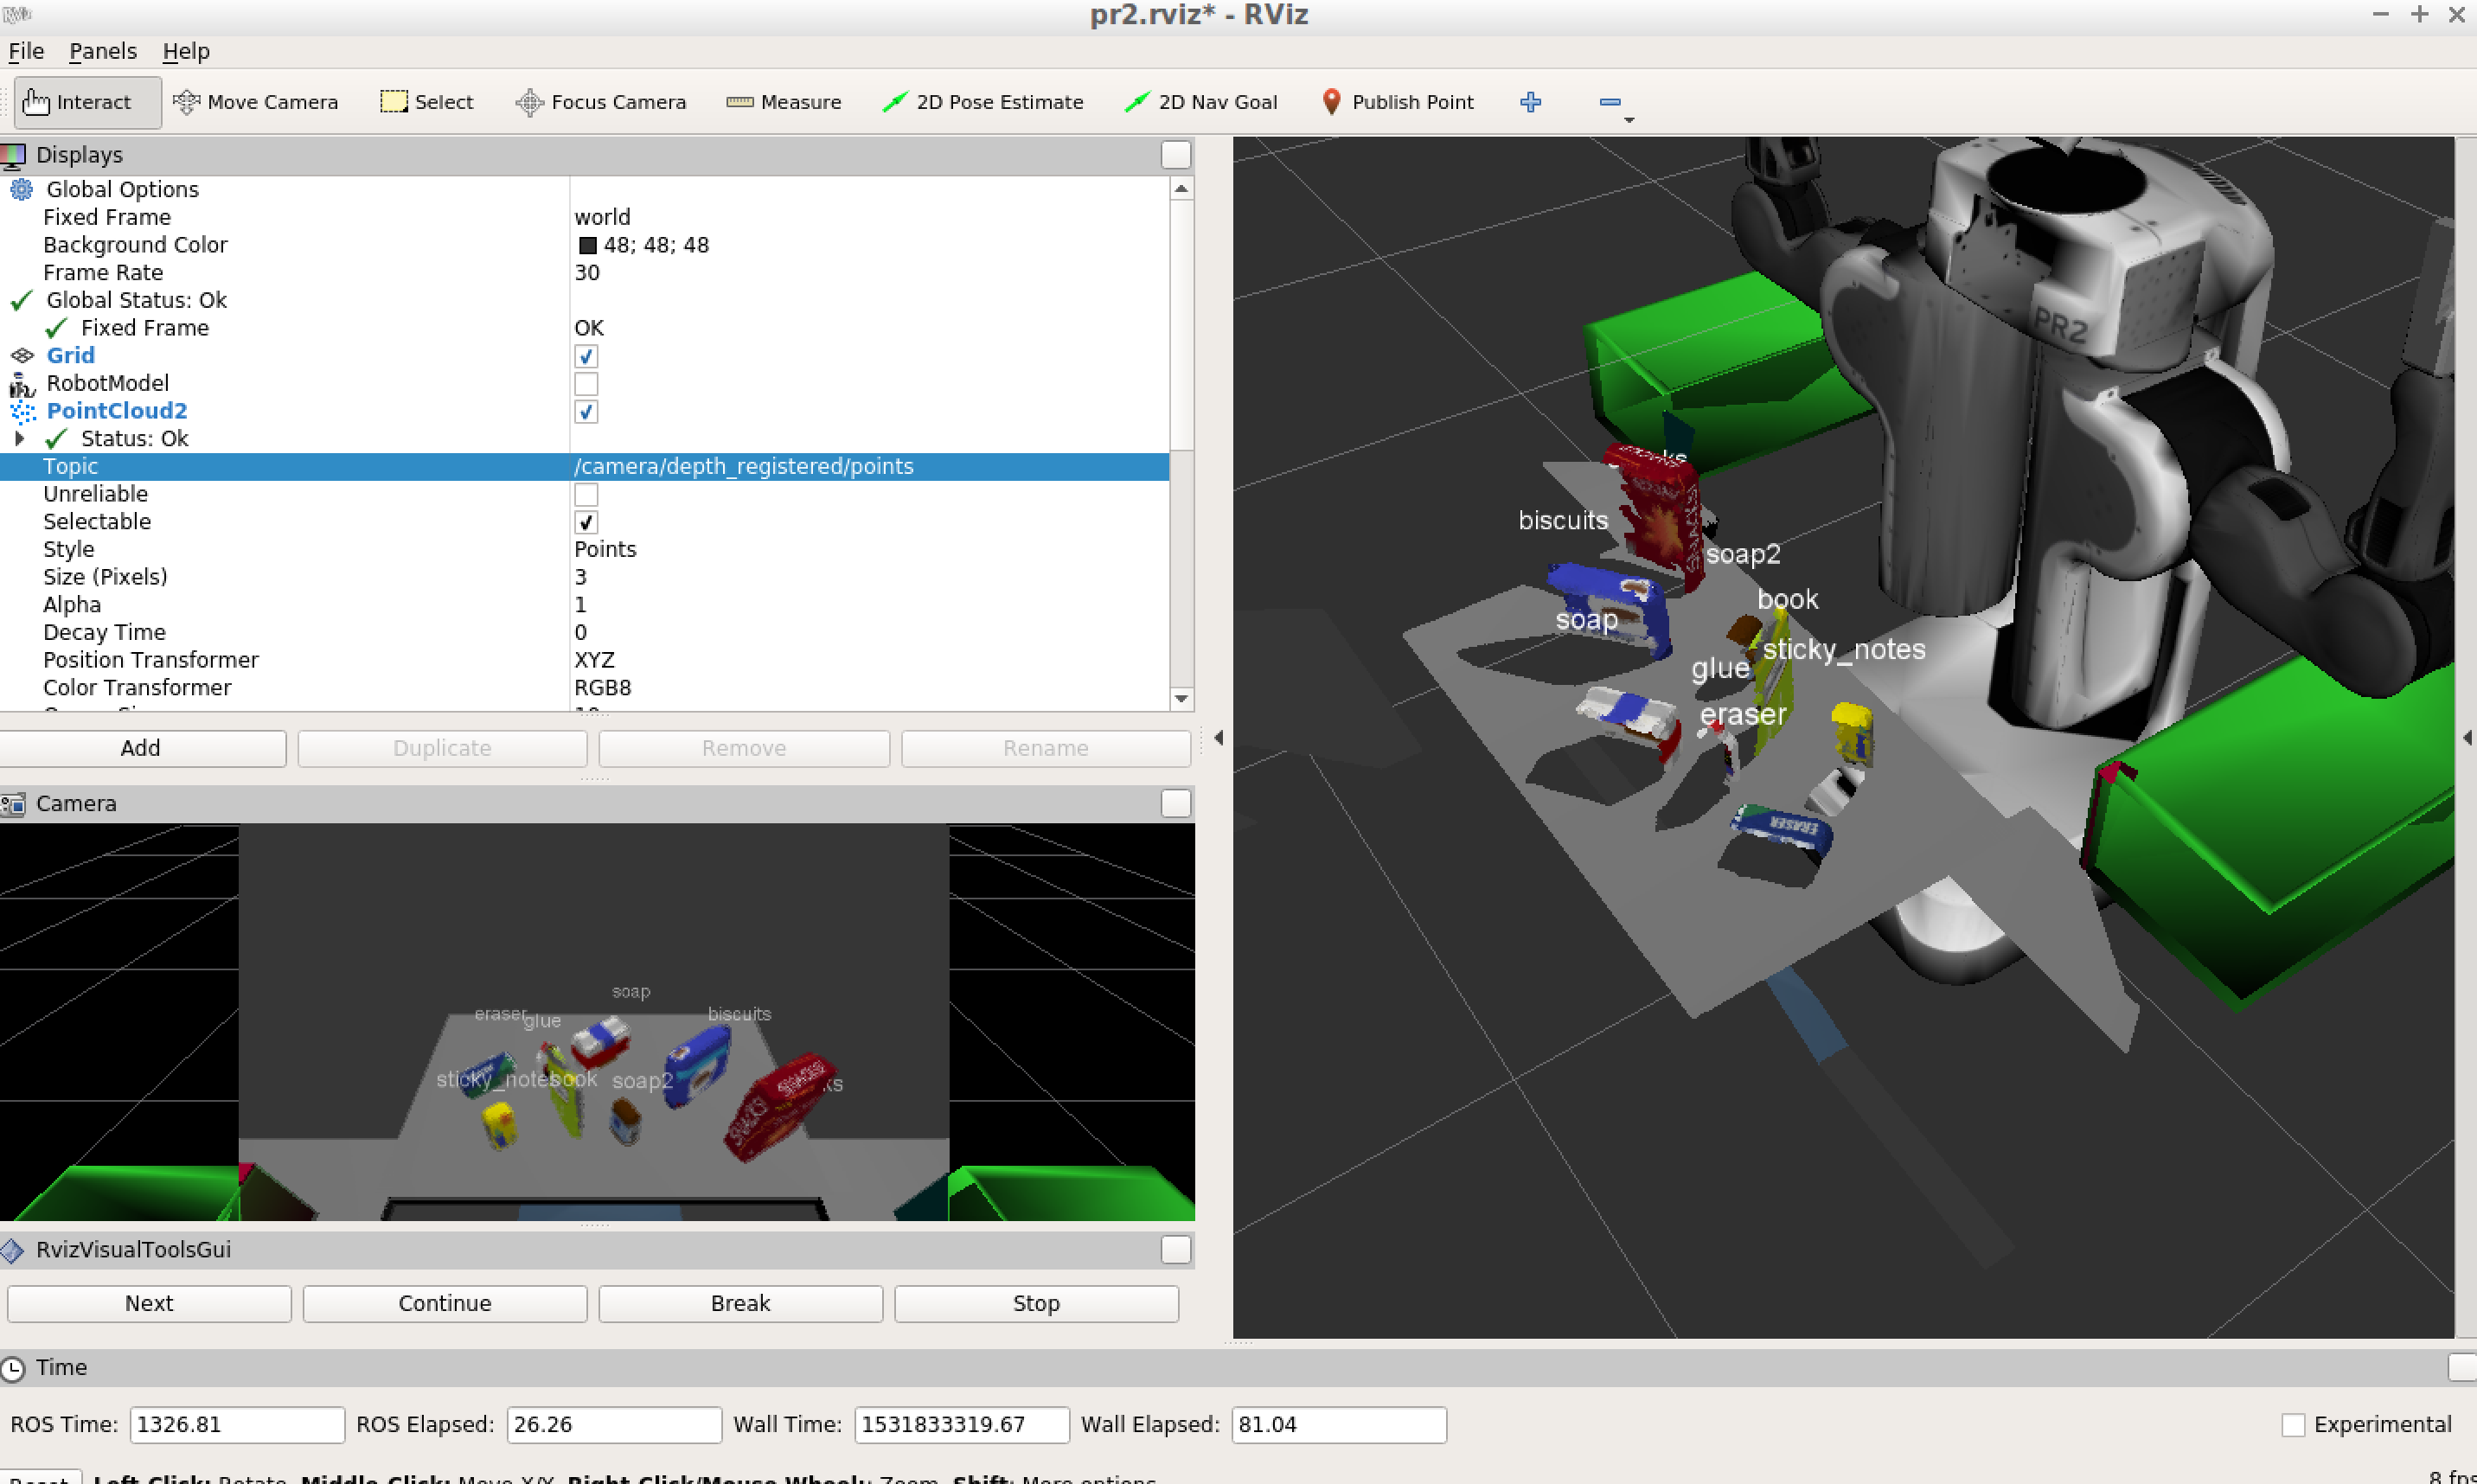 pr2.rviz* - RViz
File Panels Help
Interact Move Camera Select Focus Camera Measure 2D Pose Estimate 2D Nav Goal Publish Point
Displays
Global Options
Fixed Frame world
Background Color 48; 48; 48
Frame Rate 30
Global Status: Ok
Fixed Frame OK
Grid
RobotModel
PointCloud2
Status: Ok
Topic /camera/depth_registered/points
Unreliable
Selectable
Style Points
Size (Pixels) 3
Alpha 1
Decay Time 0
Position Transformer XYZ
Color Transformer RGB8
Add Duplicate Remove Rename
Camera
soap
eraser
glue
biscuits
sticky_notes
book
soap2
ks
SNACKS
RvizVisualToolsGui
Next Continue Break Stop
PR2
ks
biscuits
soap2
soap
book
sticky_notes
glue
eraser
ERASER
Time
ROS Time: 1326.81 ROS Elapsed: 26.26 Wall Time: 1531833319.67 Wall Elapsed: 81.04 Experimental
Reset Left-Click: Rotate. Middle-Click: Move X/Y. Right-Click/Mouse Wheel: Zoom. Shift: More options. 8 fps